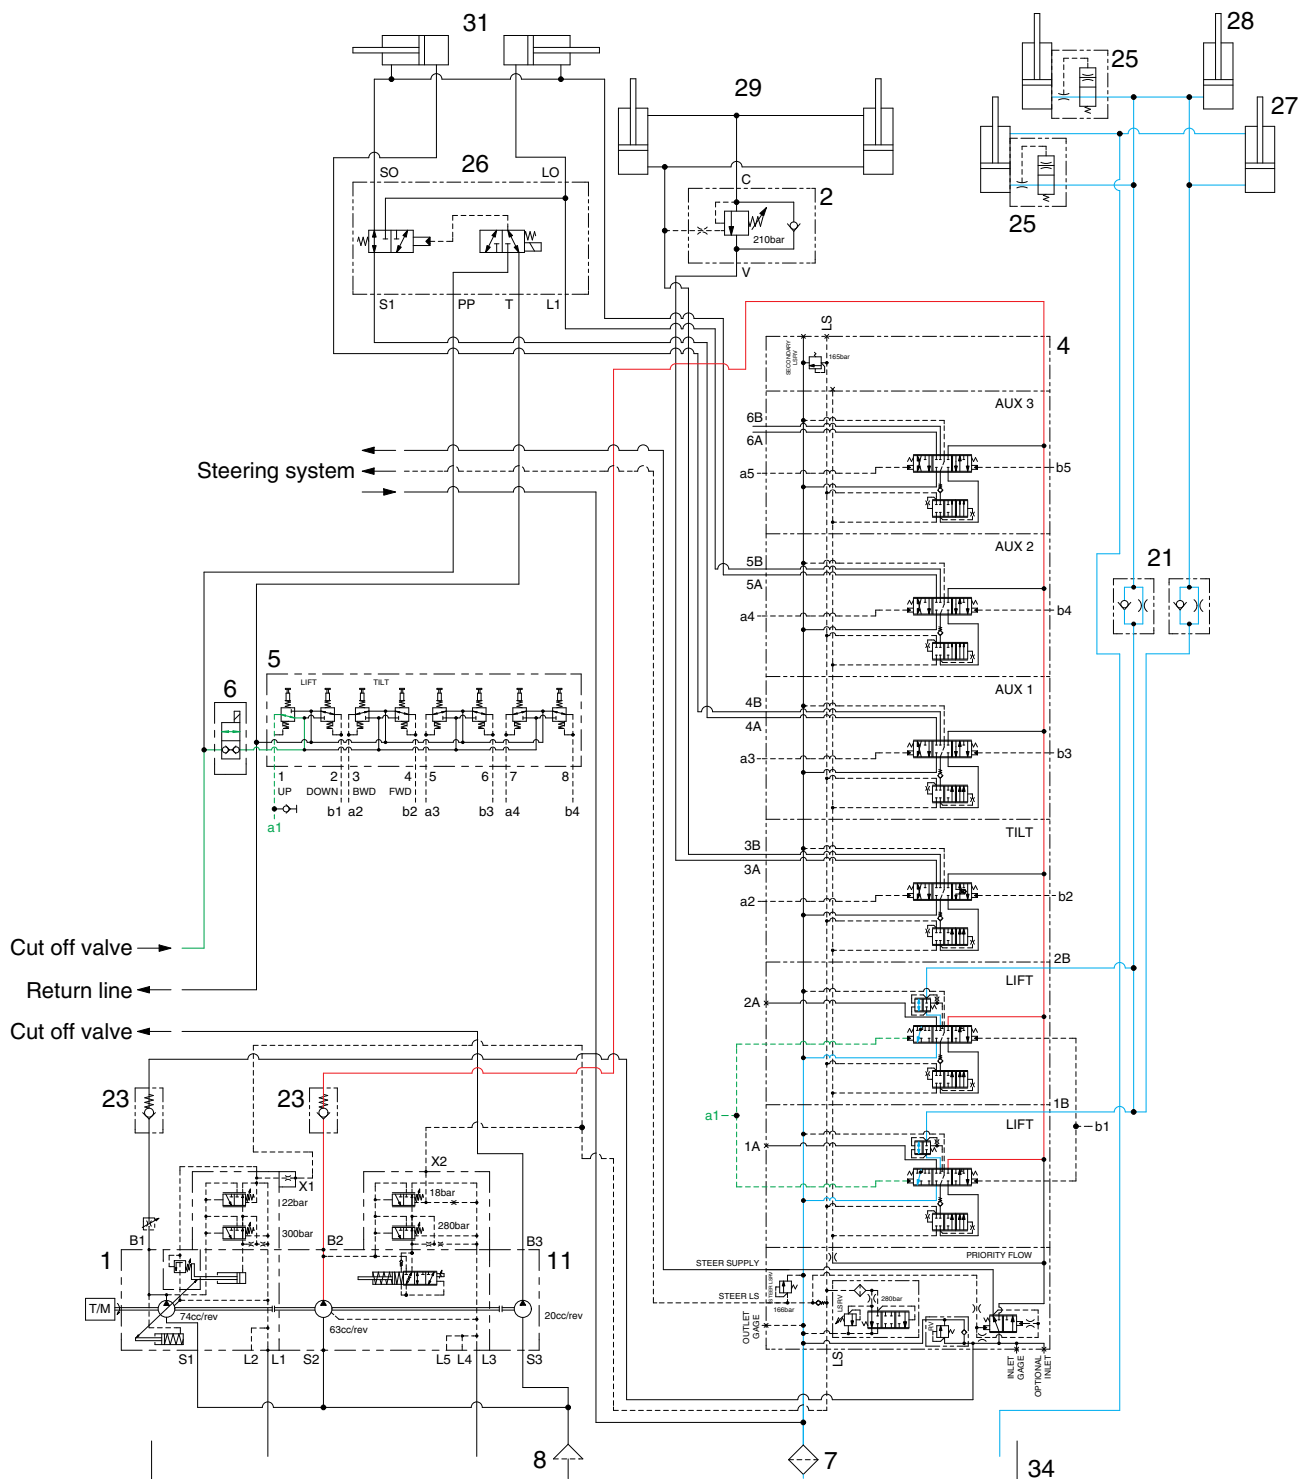 31
28
25
29
27
26
SO
LO
C
2
210bar
25
V
S1
PP
T
L1
LS
SECONDARY
LSRV
165bar
4
AUX 3
6B
6A
Steering system
a5
b5
AUX 2
5B
5A
21
a4
b4
5
LIFT
TILT
6
AUX 1
4B
4A
a3
b3
1
2
3
4
5
6
7
8
UP
DOWN
BWD
FWD
b1
a2
b2
a3
b3
a4
b4
a1
TILT
3B
3A
a2
b2
Cut off valve
2B
LIFT
Return line
2A
Cut off valve
23
23
1B
a1
LIFT
b1
1A
X2
X1
18bar
22bar
280bar
300bar
B1
B2
B3
1
11
PRIORITY FLOW
STEER SUPPLY
STEER LSRV
166bar
STEER LS
LSRV
280bar
RV
T/M
74cc/rev
63cc/rev
20cc/rev
OUTLET
GAGE
S1
L2
L1
S2
L5
L4
L3
S3
LS
INLET
GAGE
OPTIONAL
INLET
8
7
34